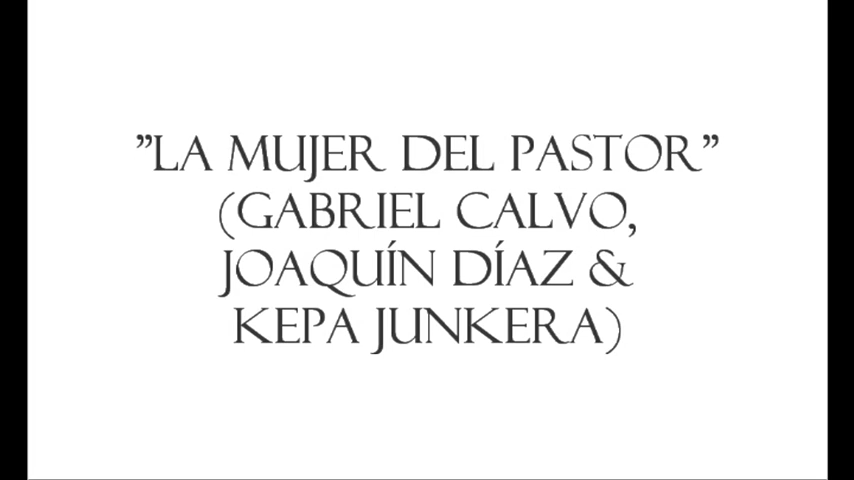 "LA MUJER DEL PASTOR"
(GABRIEL CALVO,
JOAQUÍN DÍAZ &
KEPA JUNKERA)